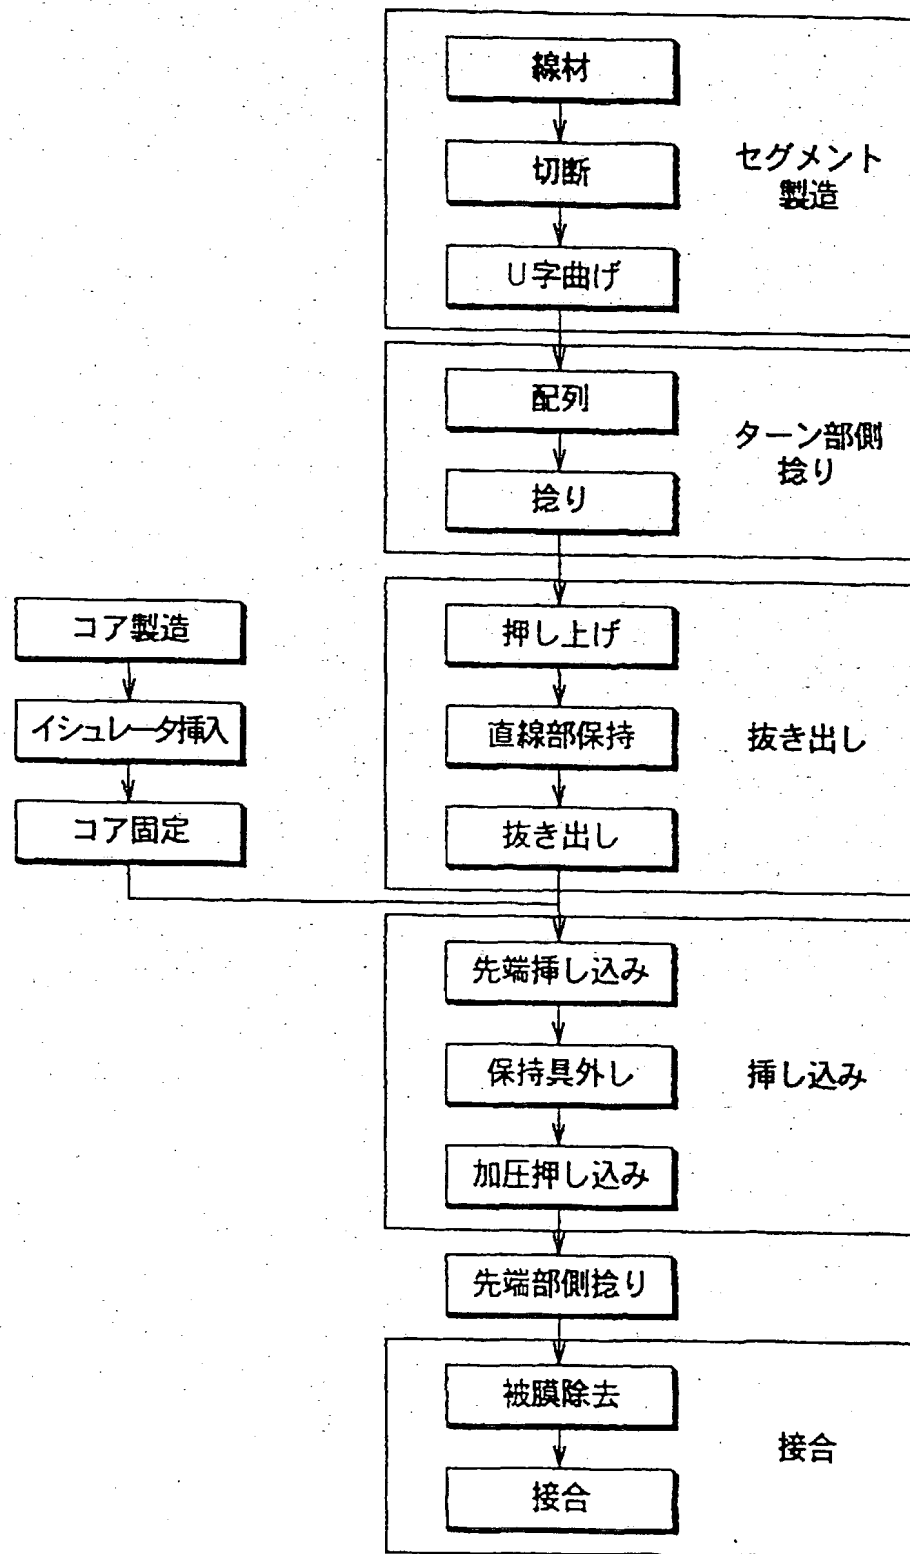 線材
切断
U字曲げ
セグメント
製造
配列
捻り
ターン部側
捻り
コア製造
イシュレータ挿入
コア固定
押し上げ
直線部保持
抜き出し
抜き出し
先端挿し込み
保持具外し
加圧押し込み
挿し込み
先端部側捻り
被膜除去
接合
接合